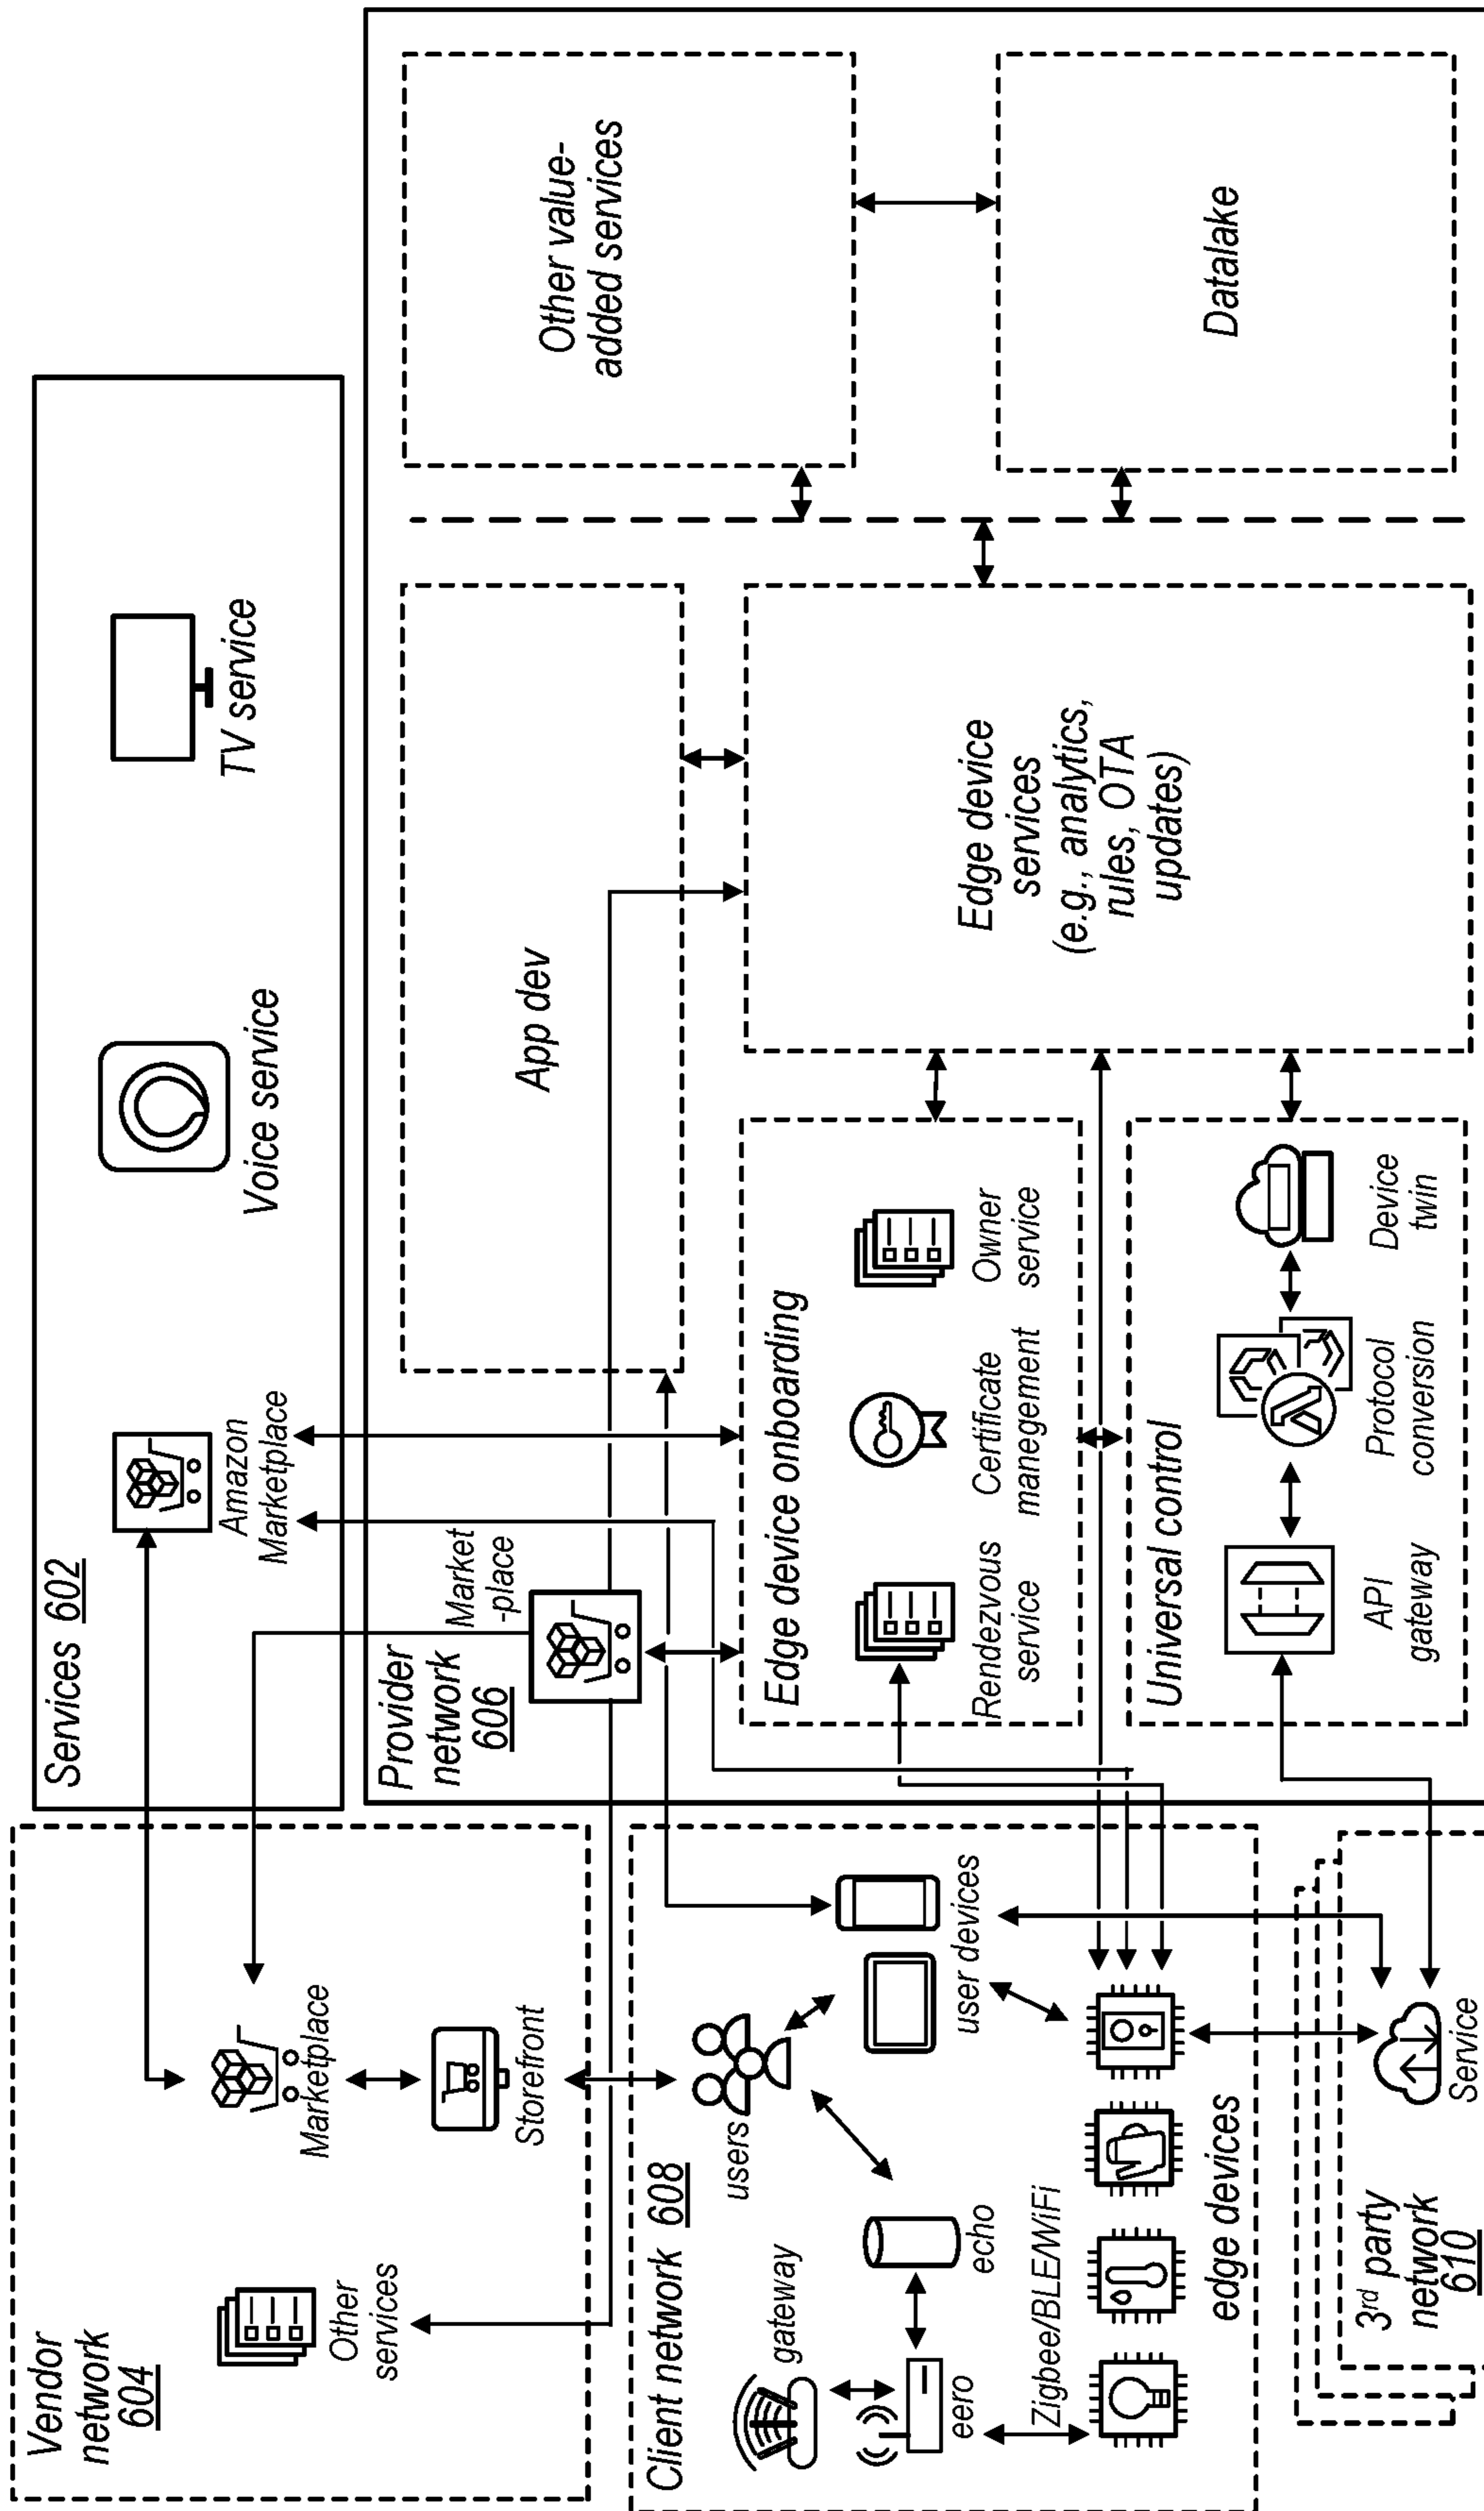 Vendor
network
604
Other
services
Marketplace
Storefront
Services 602
Amazon
Marketplace
Voice service
TV service
Provider
network
606
Market
-place
App dev
Other value-
added services
Edge device onboarding
Rendezvous
service
Certificate
manegement
Owner
service
Edge device
services
(e.g., analytics,
rules, OTA
updates)
Datalake
Universal control
API
gateway
Protocol
conversion
Device
twin
Client network 608
gateway
users
echo
eero
user devices
Zigbee/BLE/WiFi
edge devices
3rd party
network
610
Service